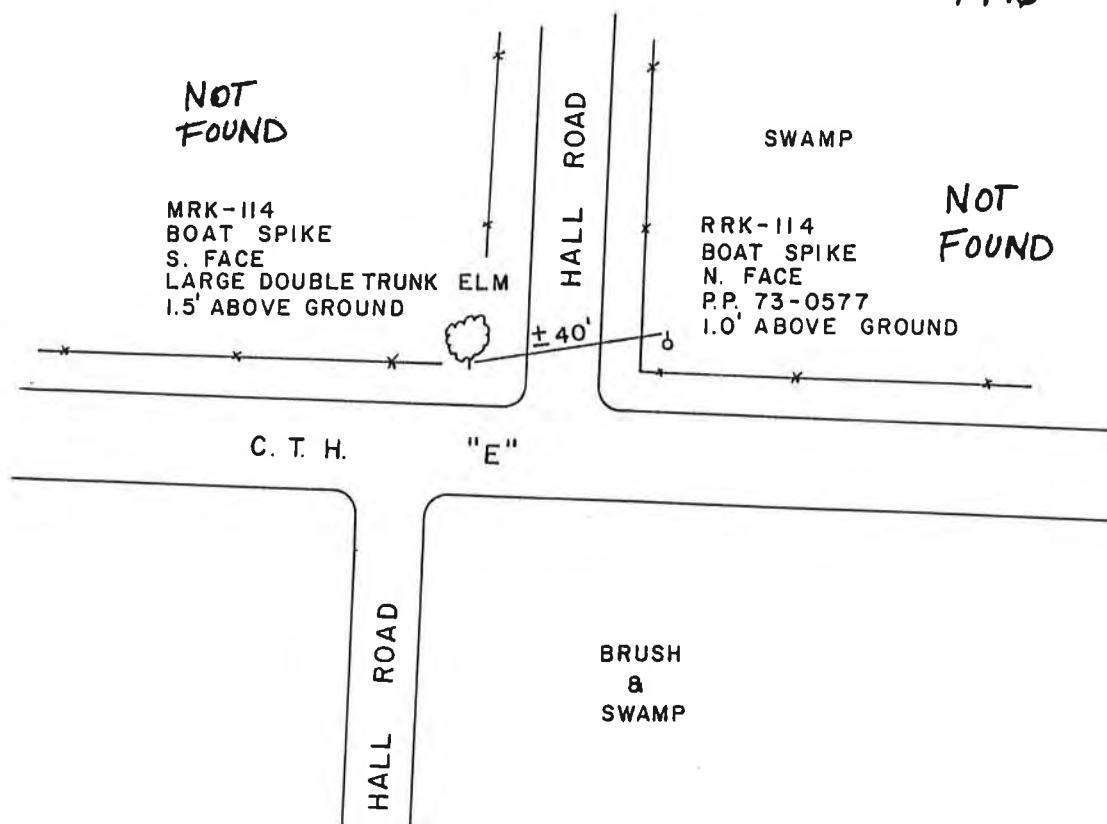 NOT
FOUND
SWAMP
HALL ROAD
NOT
FOUND
MRK-114
BOAT SPIKE
S. FACE
LARGE DOUBLE TRUNK ELM
1.5' ABOVE GROUND
RRK-114
BOAT SPIKE
N. FACE
P.P. 73-0577
1.0' ABOVE GROUND
± 40'
C. T. H. "E"
HALL ROAD
BRUSH
&
SWAMP